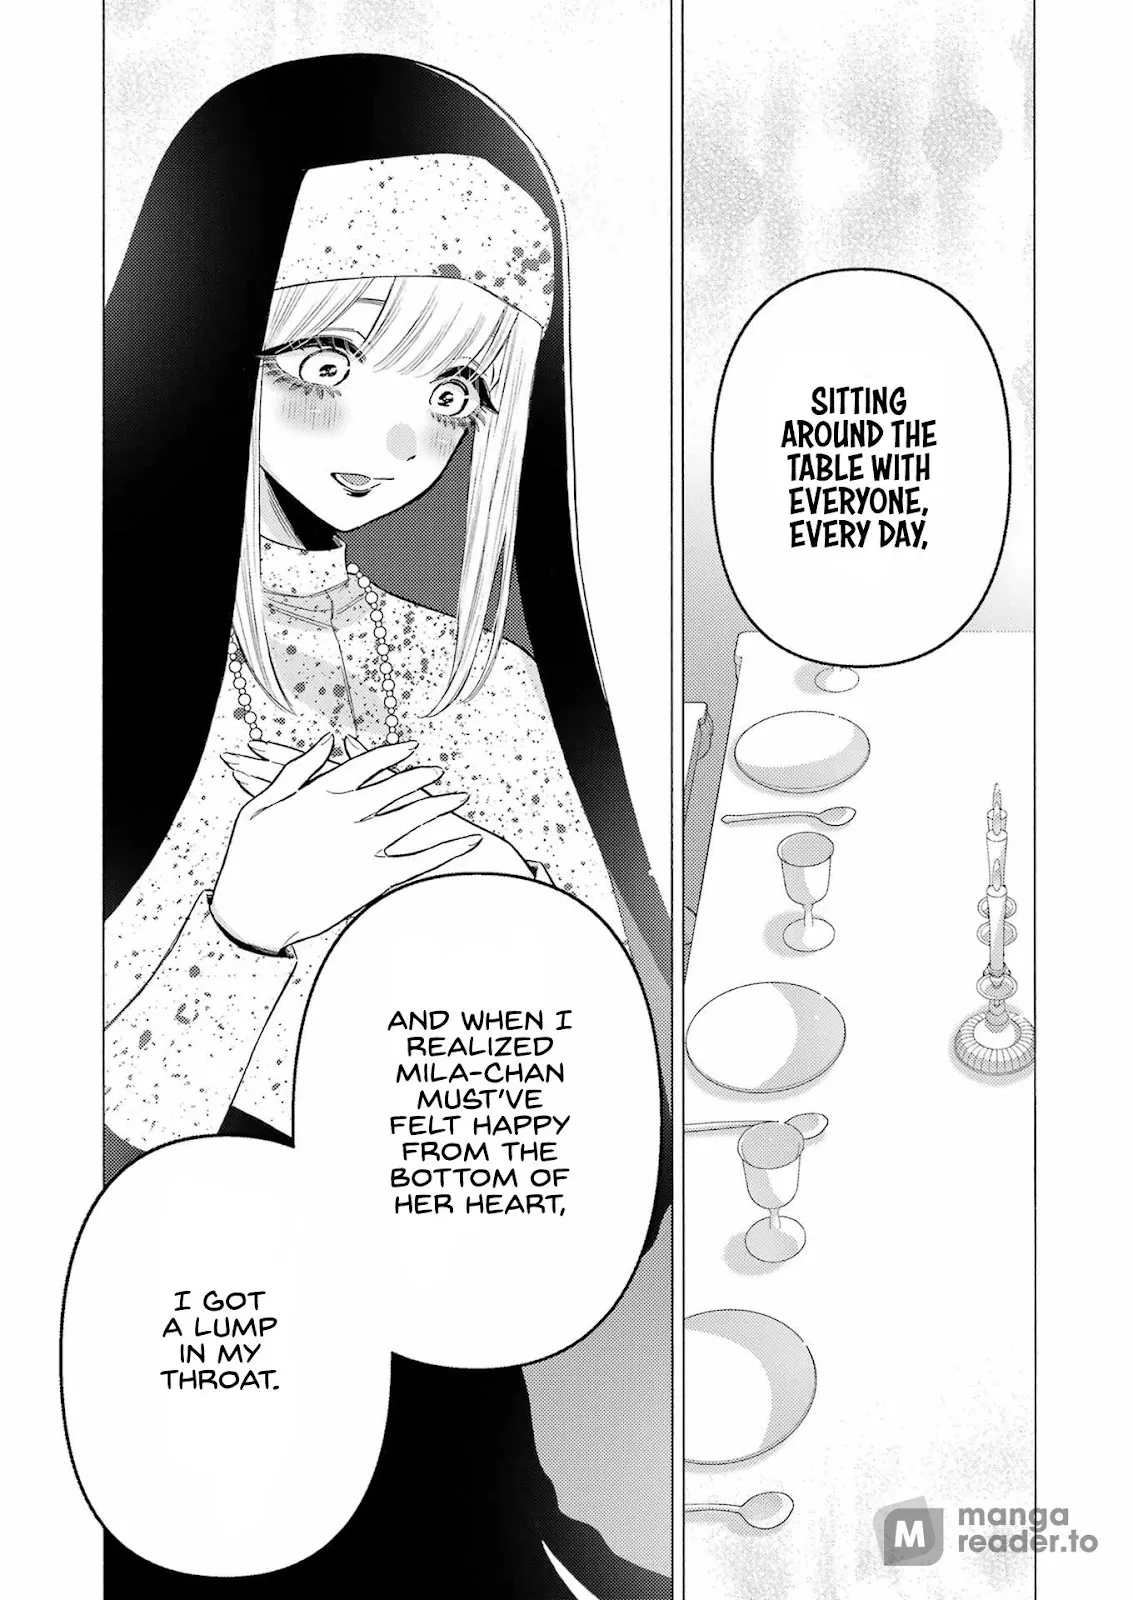 SITTING
AROUND THE
TABLE WITH
EVERYONE,
EVERY DAY,
AND WHEN I
REALIZED
MILA-CHAN
MUST'VE
FELT HAPPY
FROM THE
BOTTOM OF
HER HEART,
I GOT
A LUMP
IN MY
THROAT.
M
manga
reader.to